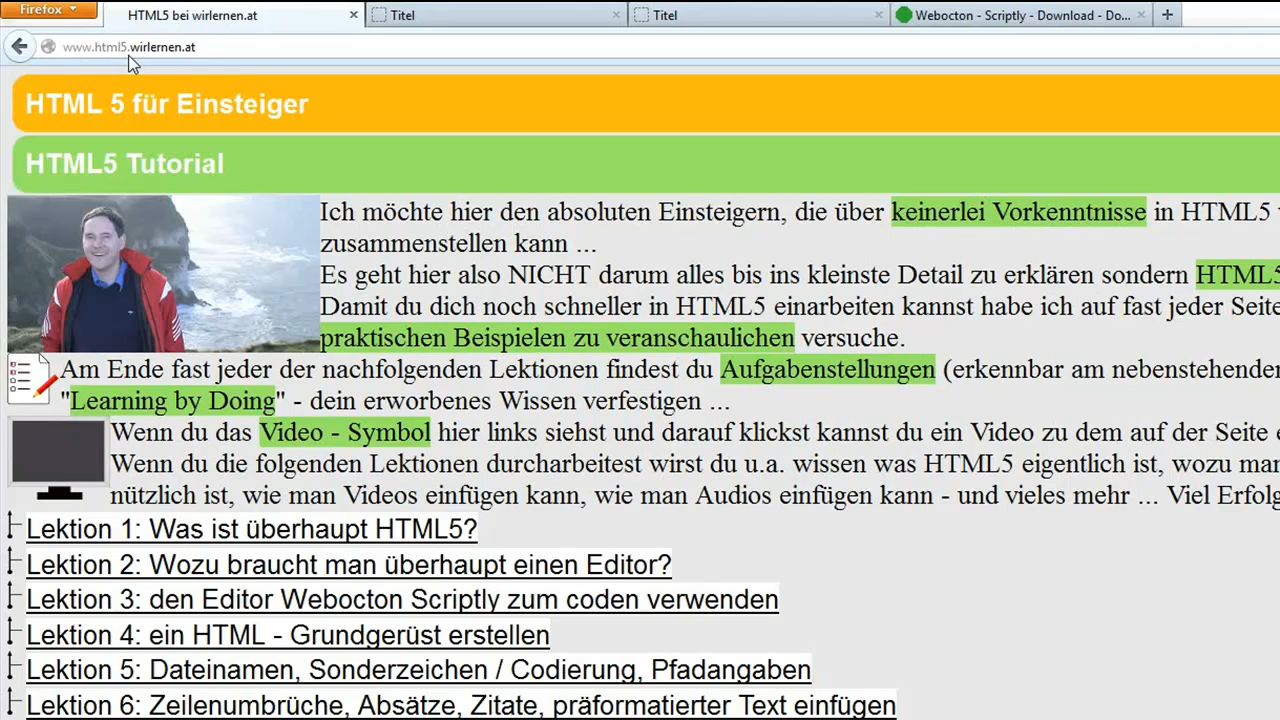 Firefox
HTML5 bei wirlernen.at
Titel
Titel
Webocton - Scriptly - Download - Do...
www.html5.wirlernen.at
HTML 5 für Einsteiger
HTML5 Tutorial
Ich möchte hier den absoluten Einsteigern, die über keinerlei Vorkenntnisse in HTML5
zusammenstellen kann ...
Es geht hier also NICHT darum alles bis ins kleinste Detail zu erklären sondern HTML5
Damit du dich noch schneller in HTML5 einarbeiten kannst habe ich auf fast jeder Seite
praktischen Beispielen zu veranschaulichen versuche.
Am Ende fast jeder der nachfolgenden Lektionen findest du Aufgabenstellungen (erkennbar am nebenstehenden
"Learning by Doing" - dein erworbenes Wissen verfestigen ...
Wenn du das Video - Symbol hier links siehst und darauf klickst kannst du ein Video zu dem auf der Seite
Wenn du die folgenden Lektionen durcharbeitest wirst du u.a. wissen was HTML5 eigentlich ist, wozu man
nützlich ist, wie man Videos einfügen kann, wie man Audios einfügen kann - und vieles mehr ... Viel Erfolg
Lektion 1: Was ist überhaupt HTML5?
Lektion 2: Wozu braucht man überhaupt einen Editor?
Lektion 3: den Editor Webocton Scriptly zum coden verwenden
Lektion 4: ein HTML - Grundgerüst erstellen
Lektion 5: Dateinamen, Sonderzeichen / Codierung, Pfadangaben
Lektion 6: Zeilenumbrüche, Absätze, Zitate, präformatierter Text einfügen